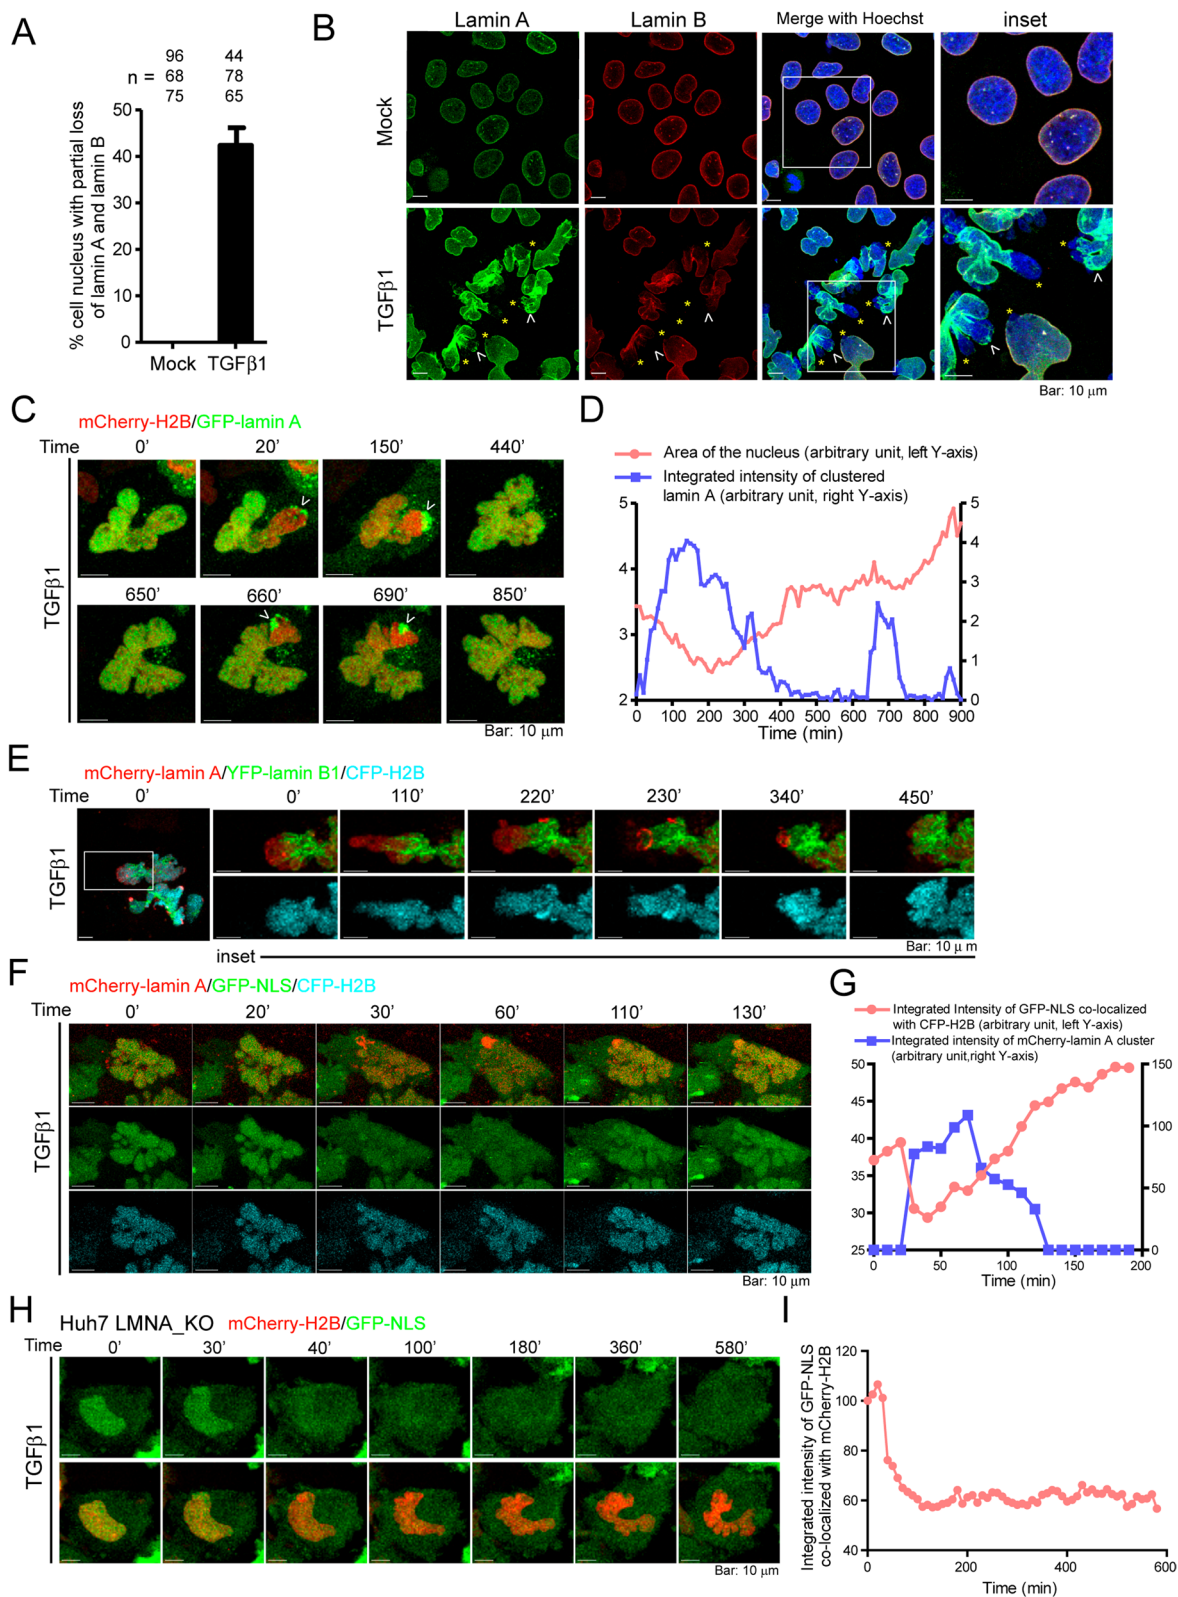 A
n =
96 44
68 78
75 65
% cell nucleus with partial loss
of lamin A and lamin B
50
40
30
20
10
0
Mock TGFβ1
B
Lamin A Lamin B Merge with Hoechst inset
Mock
TGFβ1
* * * * * ^ ^
Bar: 10 μm
C
mCherry-H2B/GFP-lamin A
Time 0' 20' 150' 440'
TGFβ1
650' 660' 690' 850'
Bar: 10 μm
D
Area of the nucleus (arbitrary unit, left Y-axis)
Integrated intensity of clustered
lamin A (arbitrary unit, right Y-axis)
5 5
4 4
3 3
2 2
1
0
0 100 200 300 400 500 600 700 800 900
Time (min)
E
mCherry-lamin A/YFP-lamin B1/CFP-H2B
Time 0' 0' 110' 220' 230' 340' 450'
TGFβ1
Bar: 10 μ m
inset
F
mCherry-lamin A/GFP-NLS/CFP-H2B
Time 0' 20' 30' 60' 110' 130'
TGFβ1
Bar: 10 μm
G
Integrated Intensity of GFP-NLS co-localized
with CFP-H2B (arbitrary unit, left Y-axis)
Integrated intensity of mCherry-lamin A cluster
(arbitrary unit,right Y-axis)
50 150
45
40 100
35
30 50
25 0
0 50 100 150 200
Time (min)
H
Huh7 LMNA_KO mCherry-H2B/GFP-NLS
Time 0' 30' 40' 100' 180' 360' 580'
TGFβ1
Bar: 10 μm
I
Integrated intensity of GFP-NLS
co-localized with mCherry-H2B
120
100
80
60
40
0 200 400 600
Time (min)